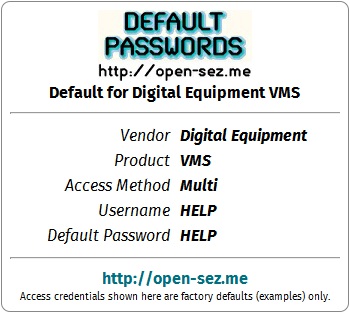 DEFAULT
PASSWORDS
http://open-sez.me
Default for Digital Equipment VMS
Vendor Digital Equipment
Product VMS
Access Method Multi
Username HELP
Default Password HELP
http://open-sez.me
Access credentials shown here are factory defaults (examples) only.